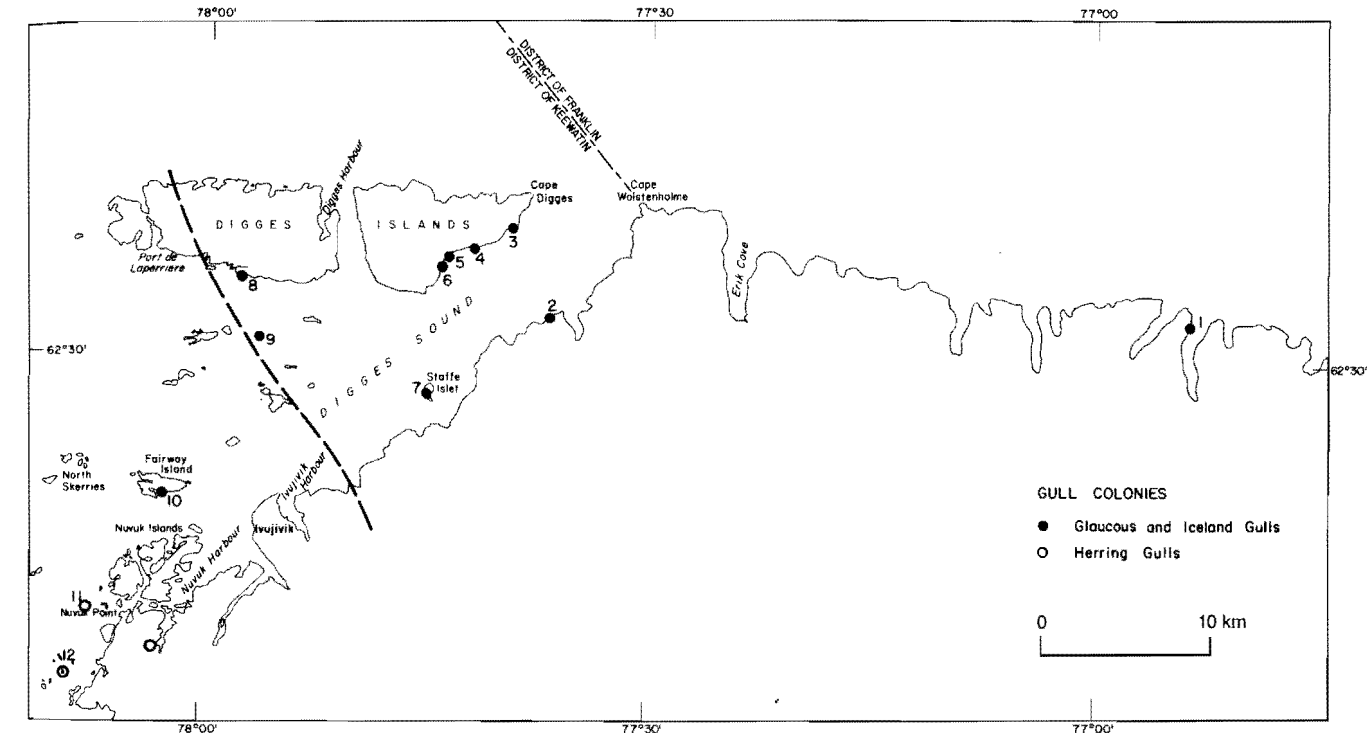 78°00'
77°30'
77°00'
DISTRICT OF FRANKLIN
DISTRICT OF KEEWATIN
Digges Harbour
Cape
Digges
Cape
Wolstenholme
DIGGES
ISLANDS
3
4
5
6
Port de
Laperriere
8
Erik Cove
2
1
9
62°30'
62°30'
DIGGES SOUND
Staffe
Islet
7
Fairway
Island
North
Skerries
10
Ivujivik
Harbour
Ivujivik
Nuvuk Islands
Nuvuk Harbour
11
Nuvuk Point
12
GULL COLONIES
Glaucous and Iceland Gulls
Herring Gulls
0
10 km
78°00'
77°30'
77°00'